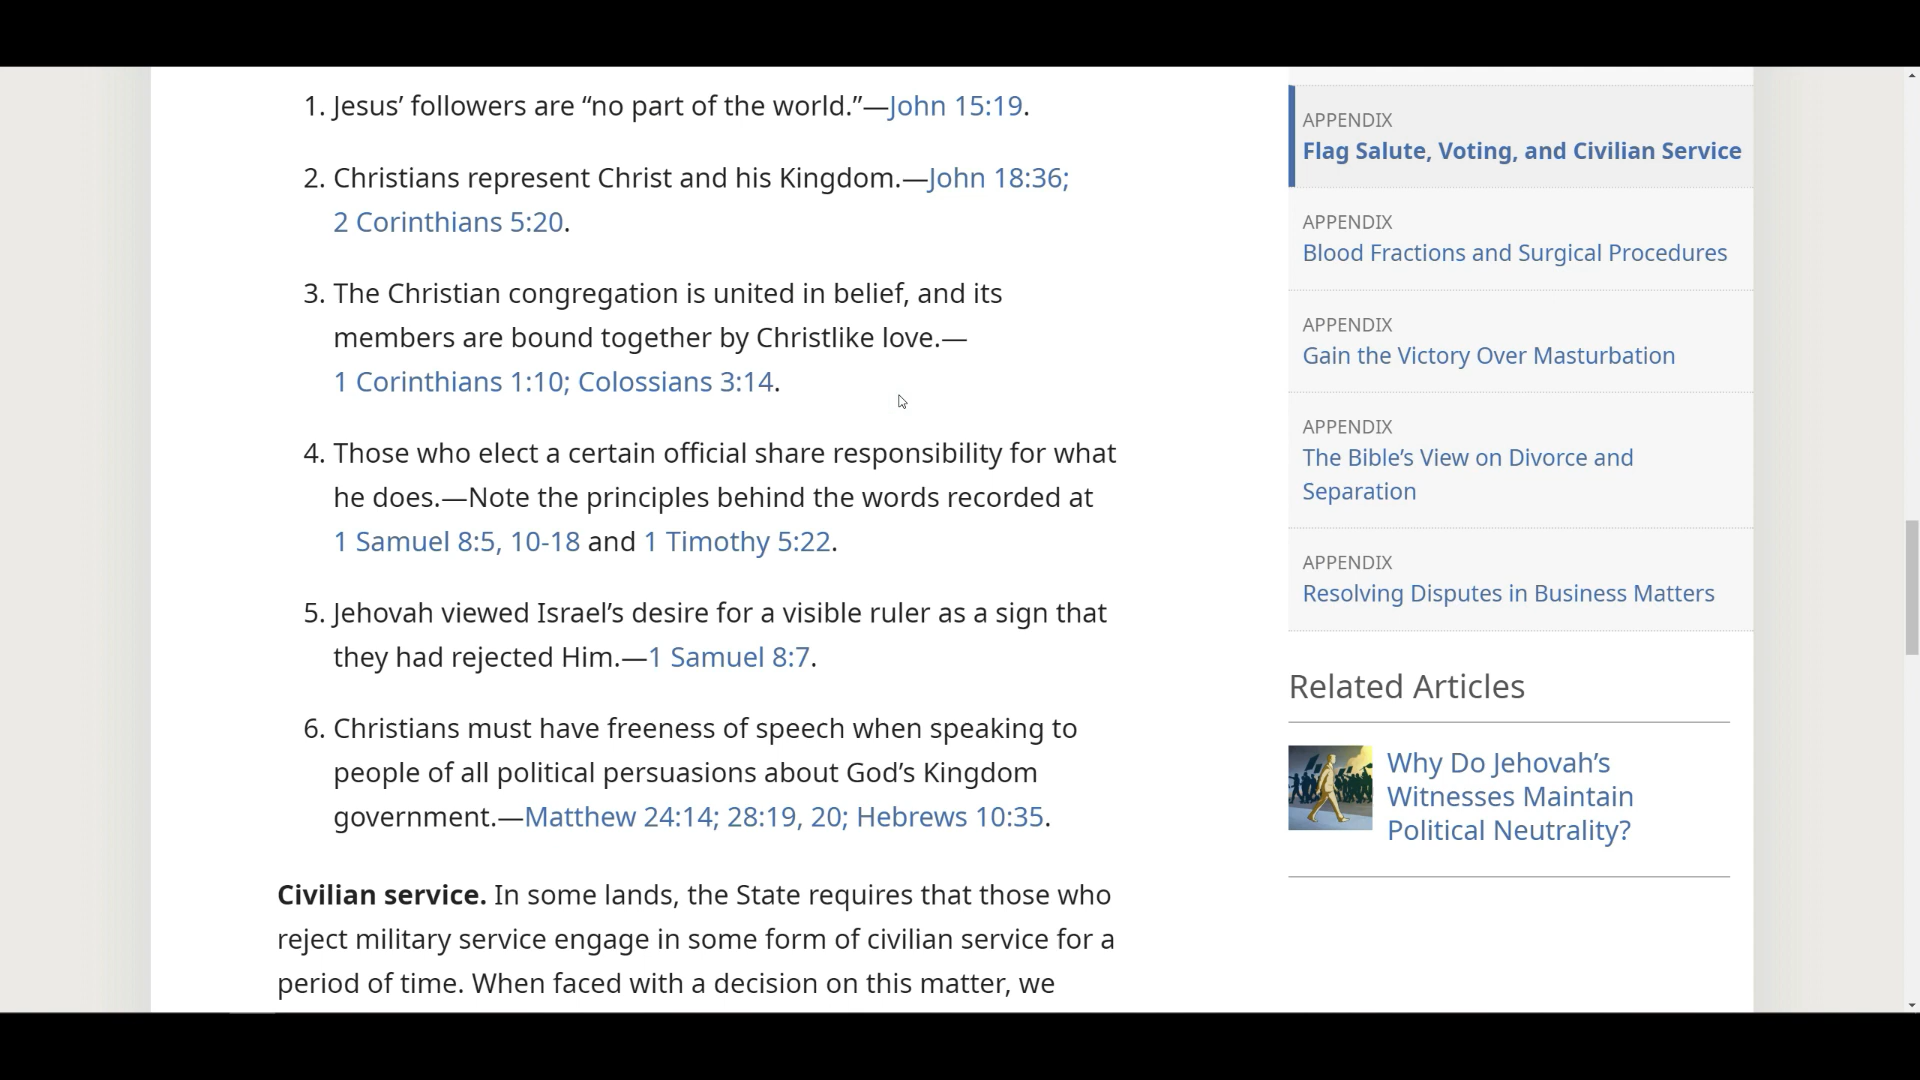 1. Jesus’ followers are “no part of the world.”—John 15:19.
2. Christians represent Christ and his Kingdom.—John 18:36;
2 Corinthians 5:20.
3. The Christian congregation is united in belief, and its
members are bound together by Christlike love.—
1 Corinthians 1:10; Colossians 3:14.
4. Those who elect a certain official share responsibility for what
he does.—Note the principles behind the words recorded at
1 Samuel 8:5, 10-18 and 1 Timothy 5:22.
5. Jehovah viewed Israel’s desire for a visible ruler as a sign that
they had rejected Him.—1 Samuel 8:7.
6. Christians must have freeness of speech when speaking to
people of all political persuasions about God’s Kingdom
government.—Matthew 24:14; 28:19, 20; Hebrews 10:35.
Civilian service. In some lands, the State requires that those who
reject military service engage in some form of civilian service for a
period of time. When faced with a decision on this matter, we
APPENDIX
Flag Salute, Voting, and Civilian Service
APPENDIX
Blood Fractions and Surgical Procedures
APPENDIX
Gain the Victory Over Masturbation
APPENDIX
The Bible’s View on Divorce and
Separation
APPENDIX
Resolving Disputes in Business Matters
Related Articles
Why Do Jehovah’s
Witnesses Maintain
Political Neutrality?